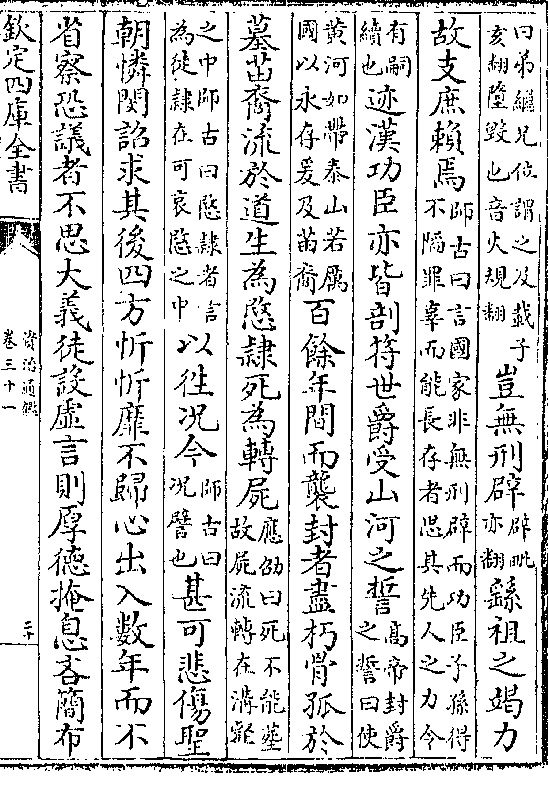 曰弟繼兄位謂之及載子
亥翻墮毀也音火規翻
豈無刑辟
辟毗
亦翻
繇祖之竭力
故支庶賴焉
師古曰言國家非無刑辟而功臣子孫得
不陷罪辜而能長存者思其先人之力令
有嗣
續也
迹漢功臣亦皆剖符世爵受山河之誓
高帝封爵
之誓曰使
黄河如帶泰山若厲
國以永存爰及苗裔
百餘年間而襲封者盡朽骨孤於
墓苗裔流於道生為愍隸死為轉屍
應劭曰死不能塟
故屍流轉在溝壑
之中師古曰愍隸者言
為徒隸在可哀愍之中
以徃况今
師古曰
况譬也
甚可悲傷聖
朝憐閔詔求其後四方忻忻靡不歸心出入數年而不
省察恐議者不思大義徒設虚言則厚德掩息吝簡布
欽定四庫全書
資治通鑑
卷三十一